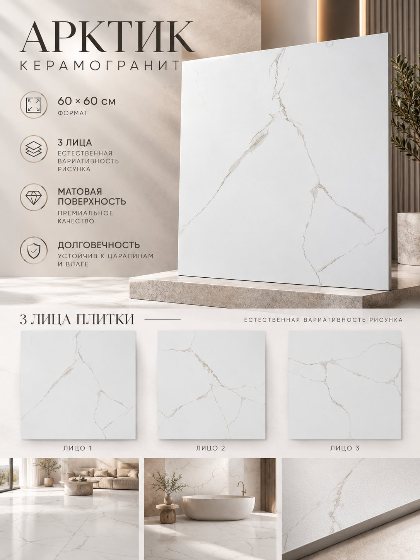 АРКТИК
КЕРАМОГРАНИТ
60 × 60 см
ФОРМАТ
3 ЛИЦА
ЕСТЕСТВЕННАЯ
ВАРИАТИВНОСТЬ
РИСУНКА
МАТОВАЯ
ПОВЕРХНОСТЬ
ПРЕМИАЛЬНОЕ
КАЧЕСТВО
ДОЛГОВЕЧНОСТЬ
УСТОЙЧИВ К ЦАРАПИНАМ
И ВЛАГЕ
3 ЛИЦА ПЛИТКИ
ЕСТЕСТВЕННАЯ ВАРИАТИВНОСТЬ РИСУНКА
ЛИЦО 1
ЛИЦО 2
ЛИЦО 3